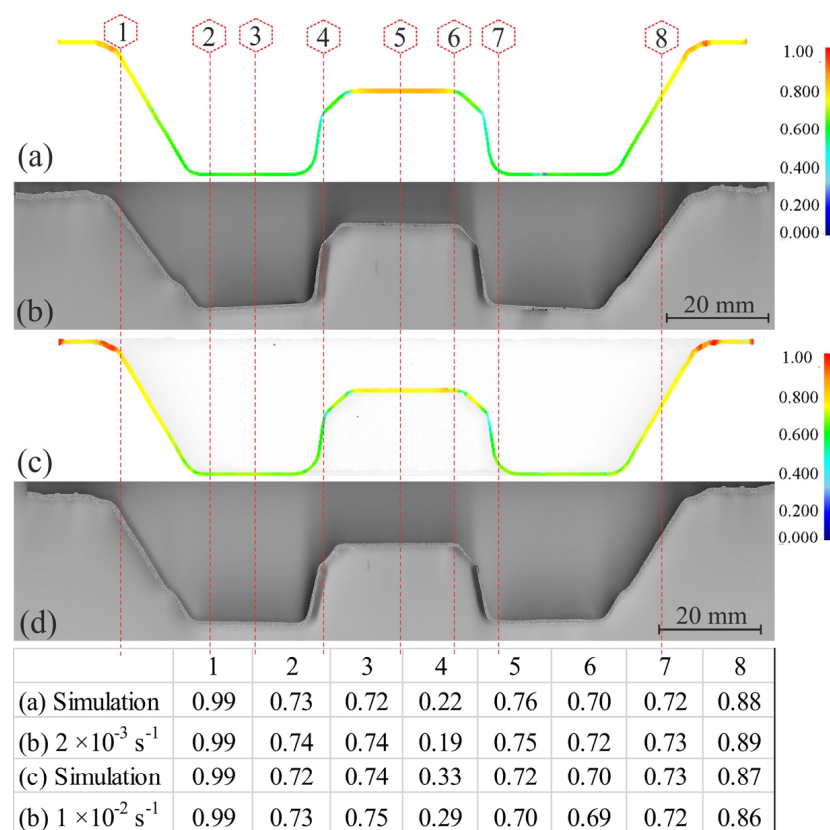 1 2 3 4 5 6 7 8
1.00
0.800
0.600
0.400
0.200
0.000
(a)
(b)
20 mm
1.00
0.800
0.600
0.400
0.200
0.000
(c)
(d)
20 mm
1 2 3 4 5 6 7 8
(a) Simulation 0.99 0.73 0.72 0.22 0.76 0.70 0.72 0.88
(b) 2 ×10⁻³ s⁻¹ 0.99 0.74 0.74 0.19 0.75 0.72 0.73 0.89
(c) Simulation 0.99 0.72 0.74 0.33 0.72 0.70 0.73 0.87
(b) 1 ×10⁻² s⁻¹ 0.99 0.73 0.75 0.29 0.70 0.69 0.72 0.86